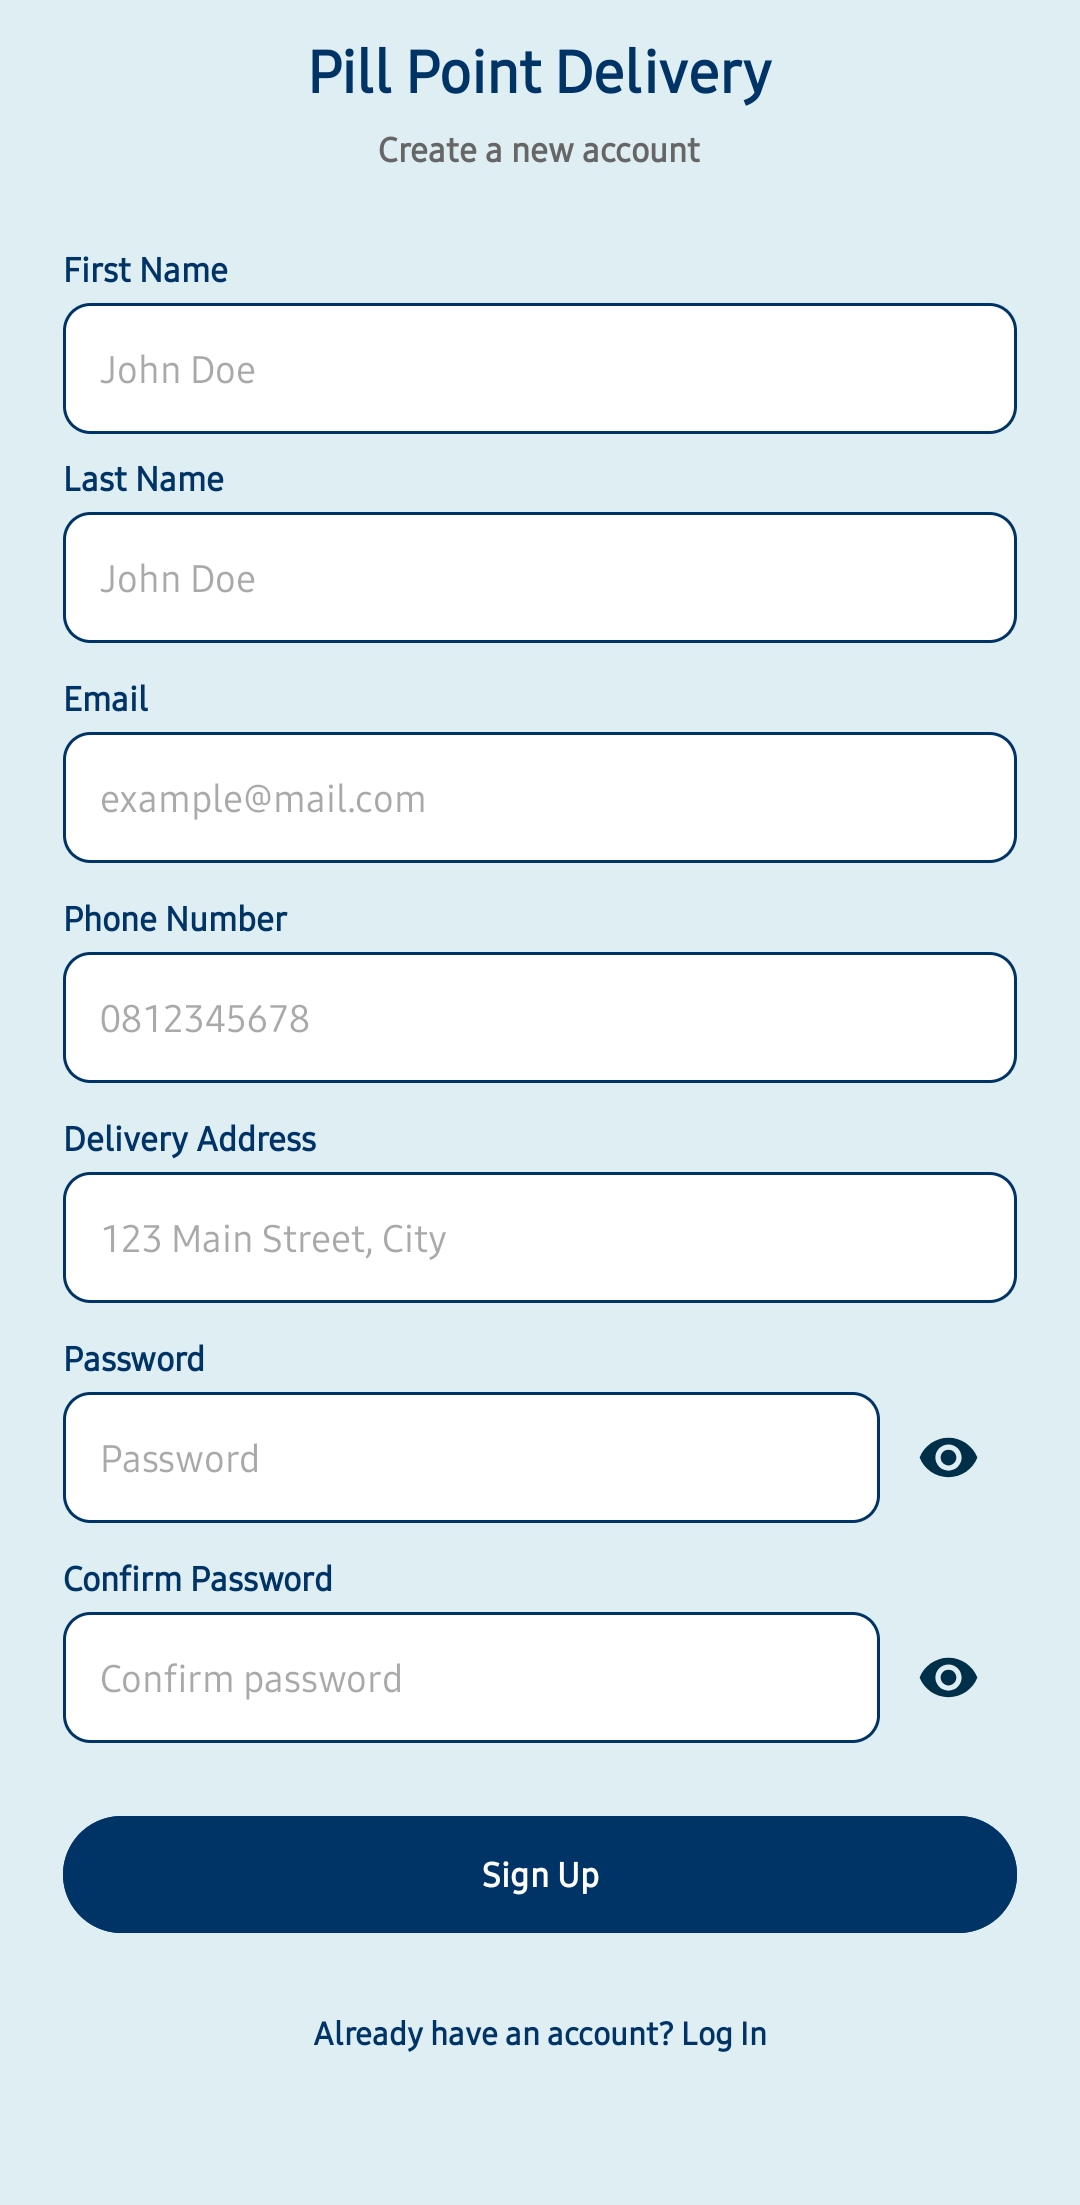 Pill Point Delivery
Create a new account
First Name
John Doe
Last Name
John Doe
Email
example@mail.com
Phone Number
0812345678
Delivery Address
123 Main Street, City
Password
Password
Confirm Password
Confirm password
Sign Up
Already have an account? Log In